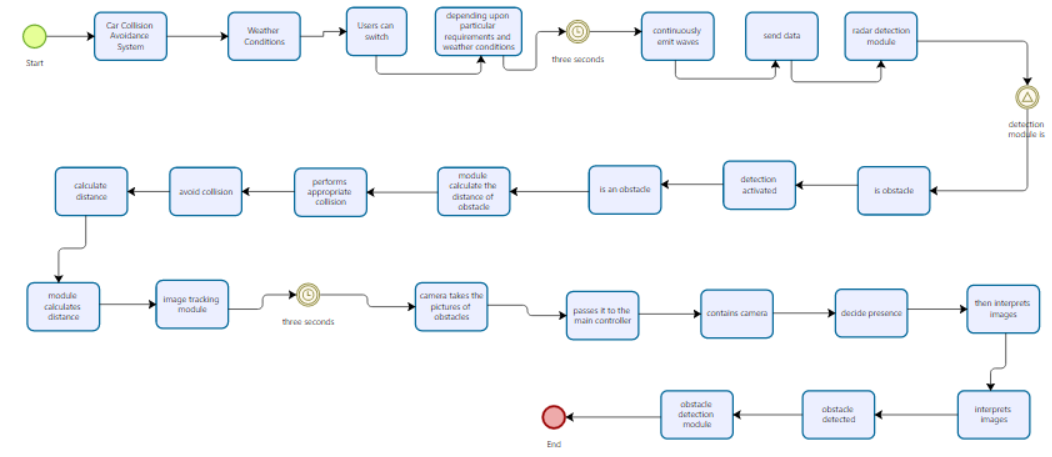 Car Collision
Avoidance
System
Weather
Conditions
Users can
switch
depending upon
particular
requirements and
weather conditions
three seconds
continuously
emit waves
send data
radar detection
module
Start
detection
module is
calculate
distance
avoid collision
performs
appropriate
collision
module
calculate the
distance of
obstacle
is an obstacle
detection
activated
is obstacle
module
calculates
distance
image tracking
module
three seconds
camera takes the
pictures of
obstacles
passes it to the
main controller
contains camera
decide presence
then interprets
images
End
obstacle
detection
module
obstacle
detected
interprets
images